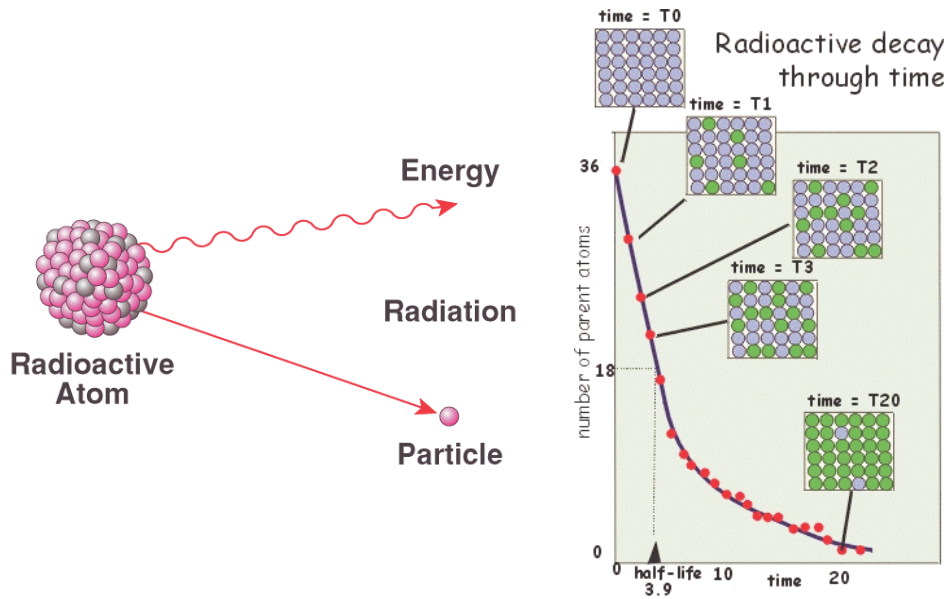 Energy
Radiation
Radioactive
Atom
Particle
time = T0
Radioactive decay
through time
time = T1
36
time = T2
time = T3
number of parent atoms
18
time = T20
0
0
half-life
3.9
10
time
20